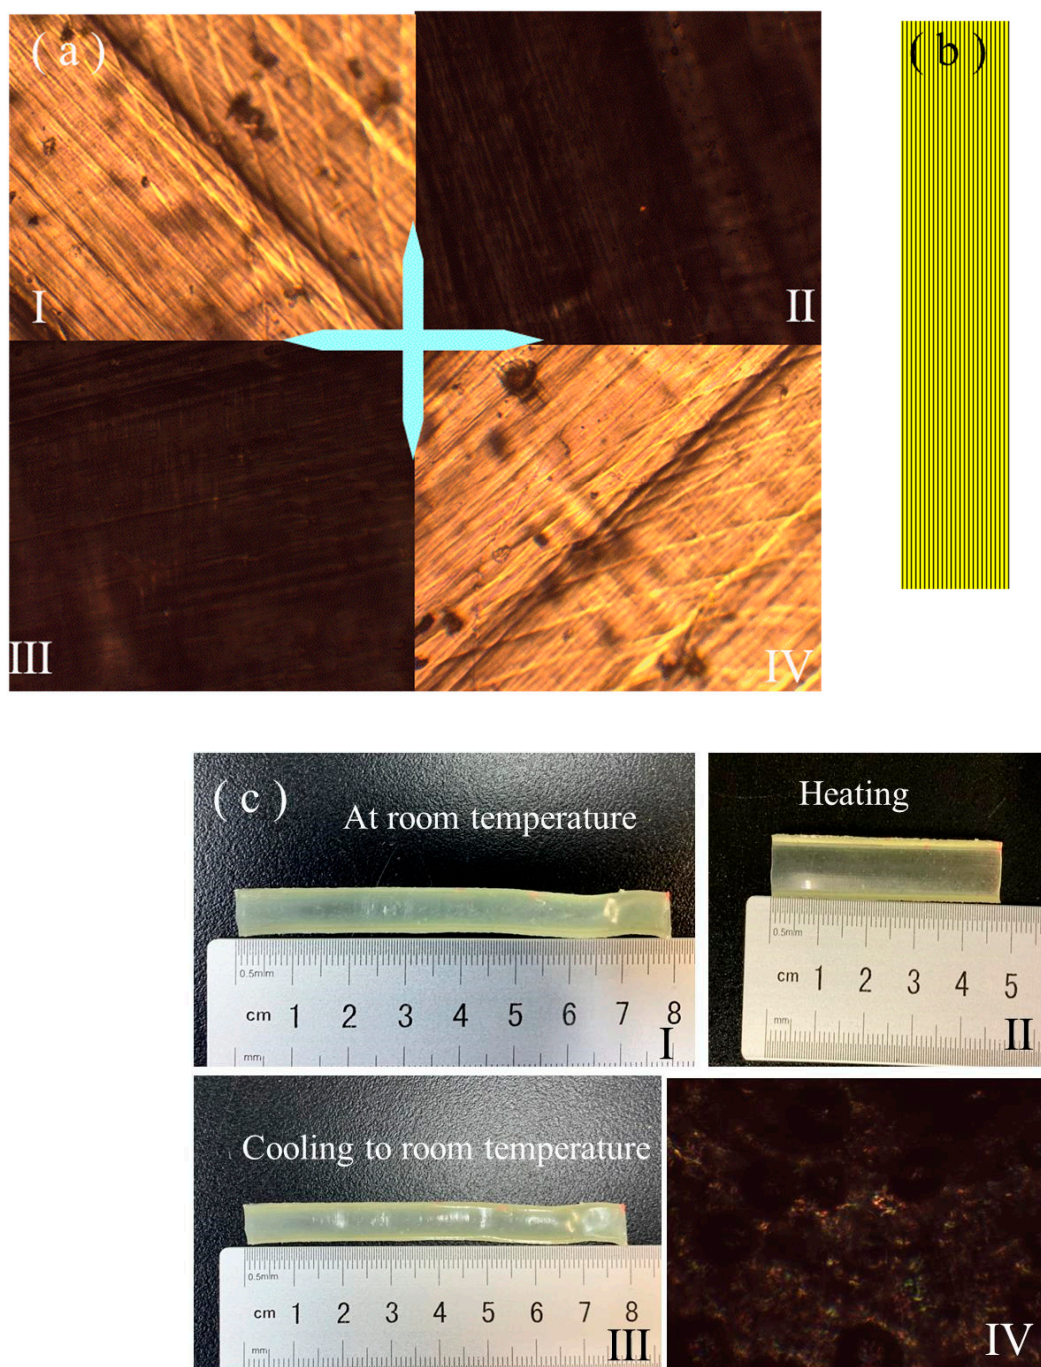 ( a )
( b )
I
II
III
IV
( c )
At room temperature
0.5mm
cm 1 2 3 4 5 6 7 8
mm
I
Heating
0.5mm
cm 1 2 3 4 5
mm
II
Cooling to room temperature
0.5mm
cm 1 2 3 4 5 6 7 8
mm
III
IV